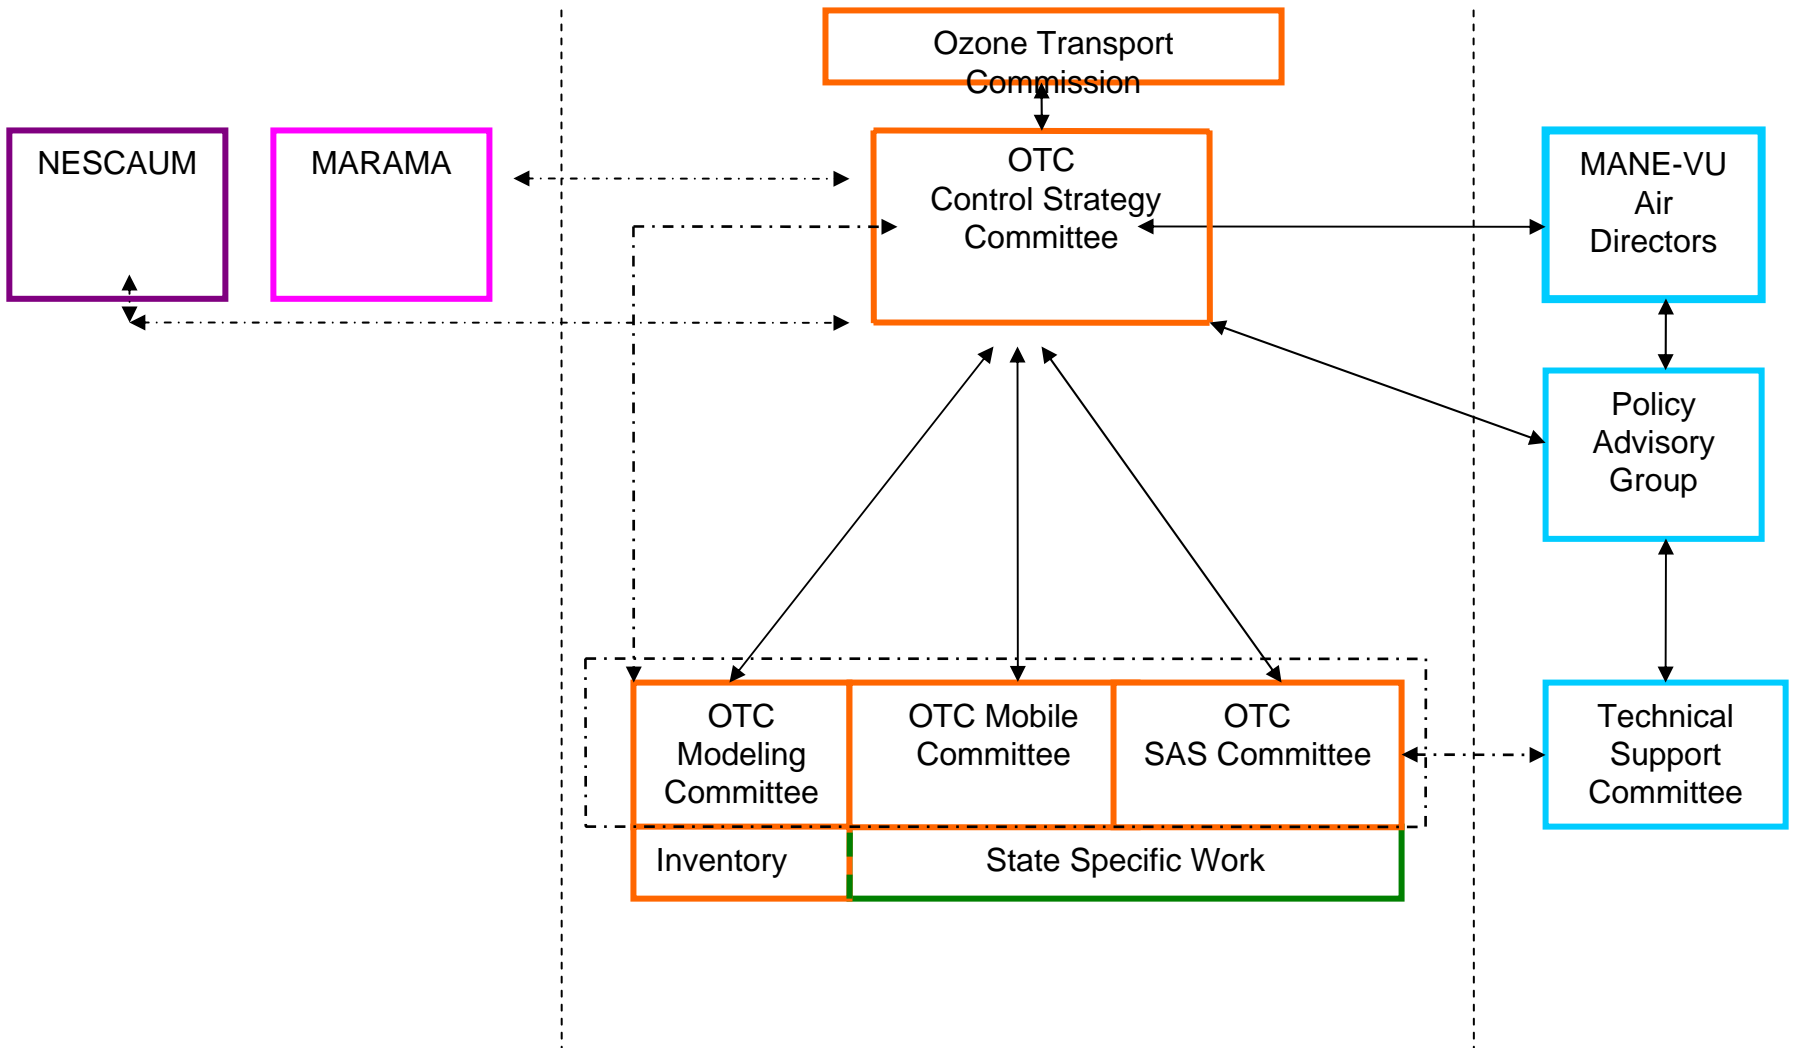 Ozone Transport
Commission
NESCAUM
MARAMA
OTC
Control Strategy
Committee
MANE-VU
Air
Directors
Policy
Advisory
Group
OTC
Modeling
Committee
OTC Mobile
Committee
OTC
SAS Committee
Technical
Support
Committee
Inventory
State Specific Work